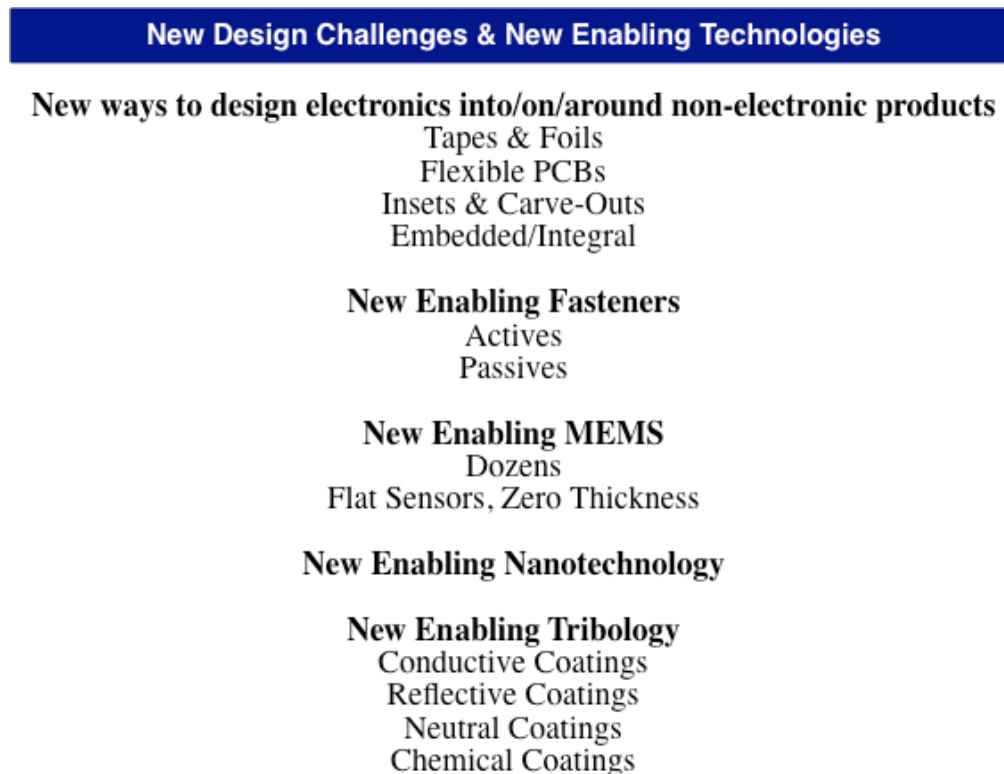 New Design Challenges & New Enabling Technologies
New ways to design electronics into/on/around non-electronic products
Tapes & Foils
Flexible PCBs
Insets & Carve-Outs
Embedded/Integral
New Enabling Fasteners
Actives
Passives
New Enabling MEMS
Dozens
Flat Sensors, Zero Thickness
New Enabling Nanotechnology
New Enabling Tribology
Conductive Coatings
Reflective Coatings
Neutral Coatings
Chemical Coatings